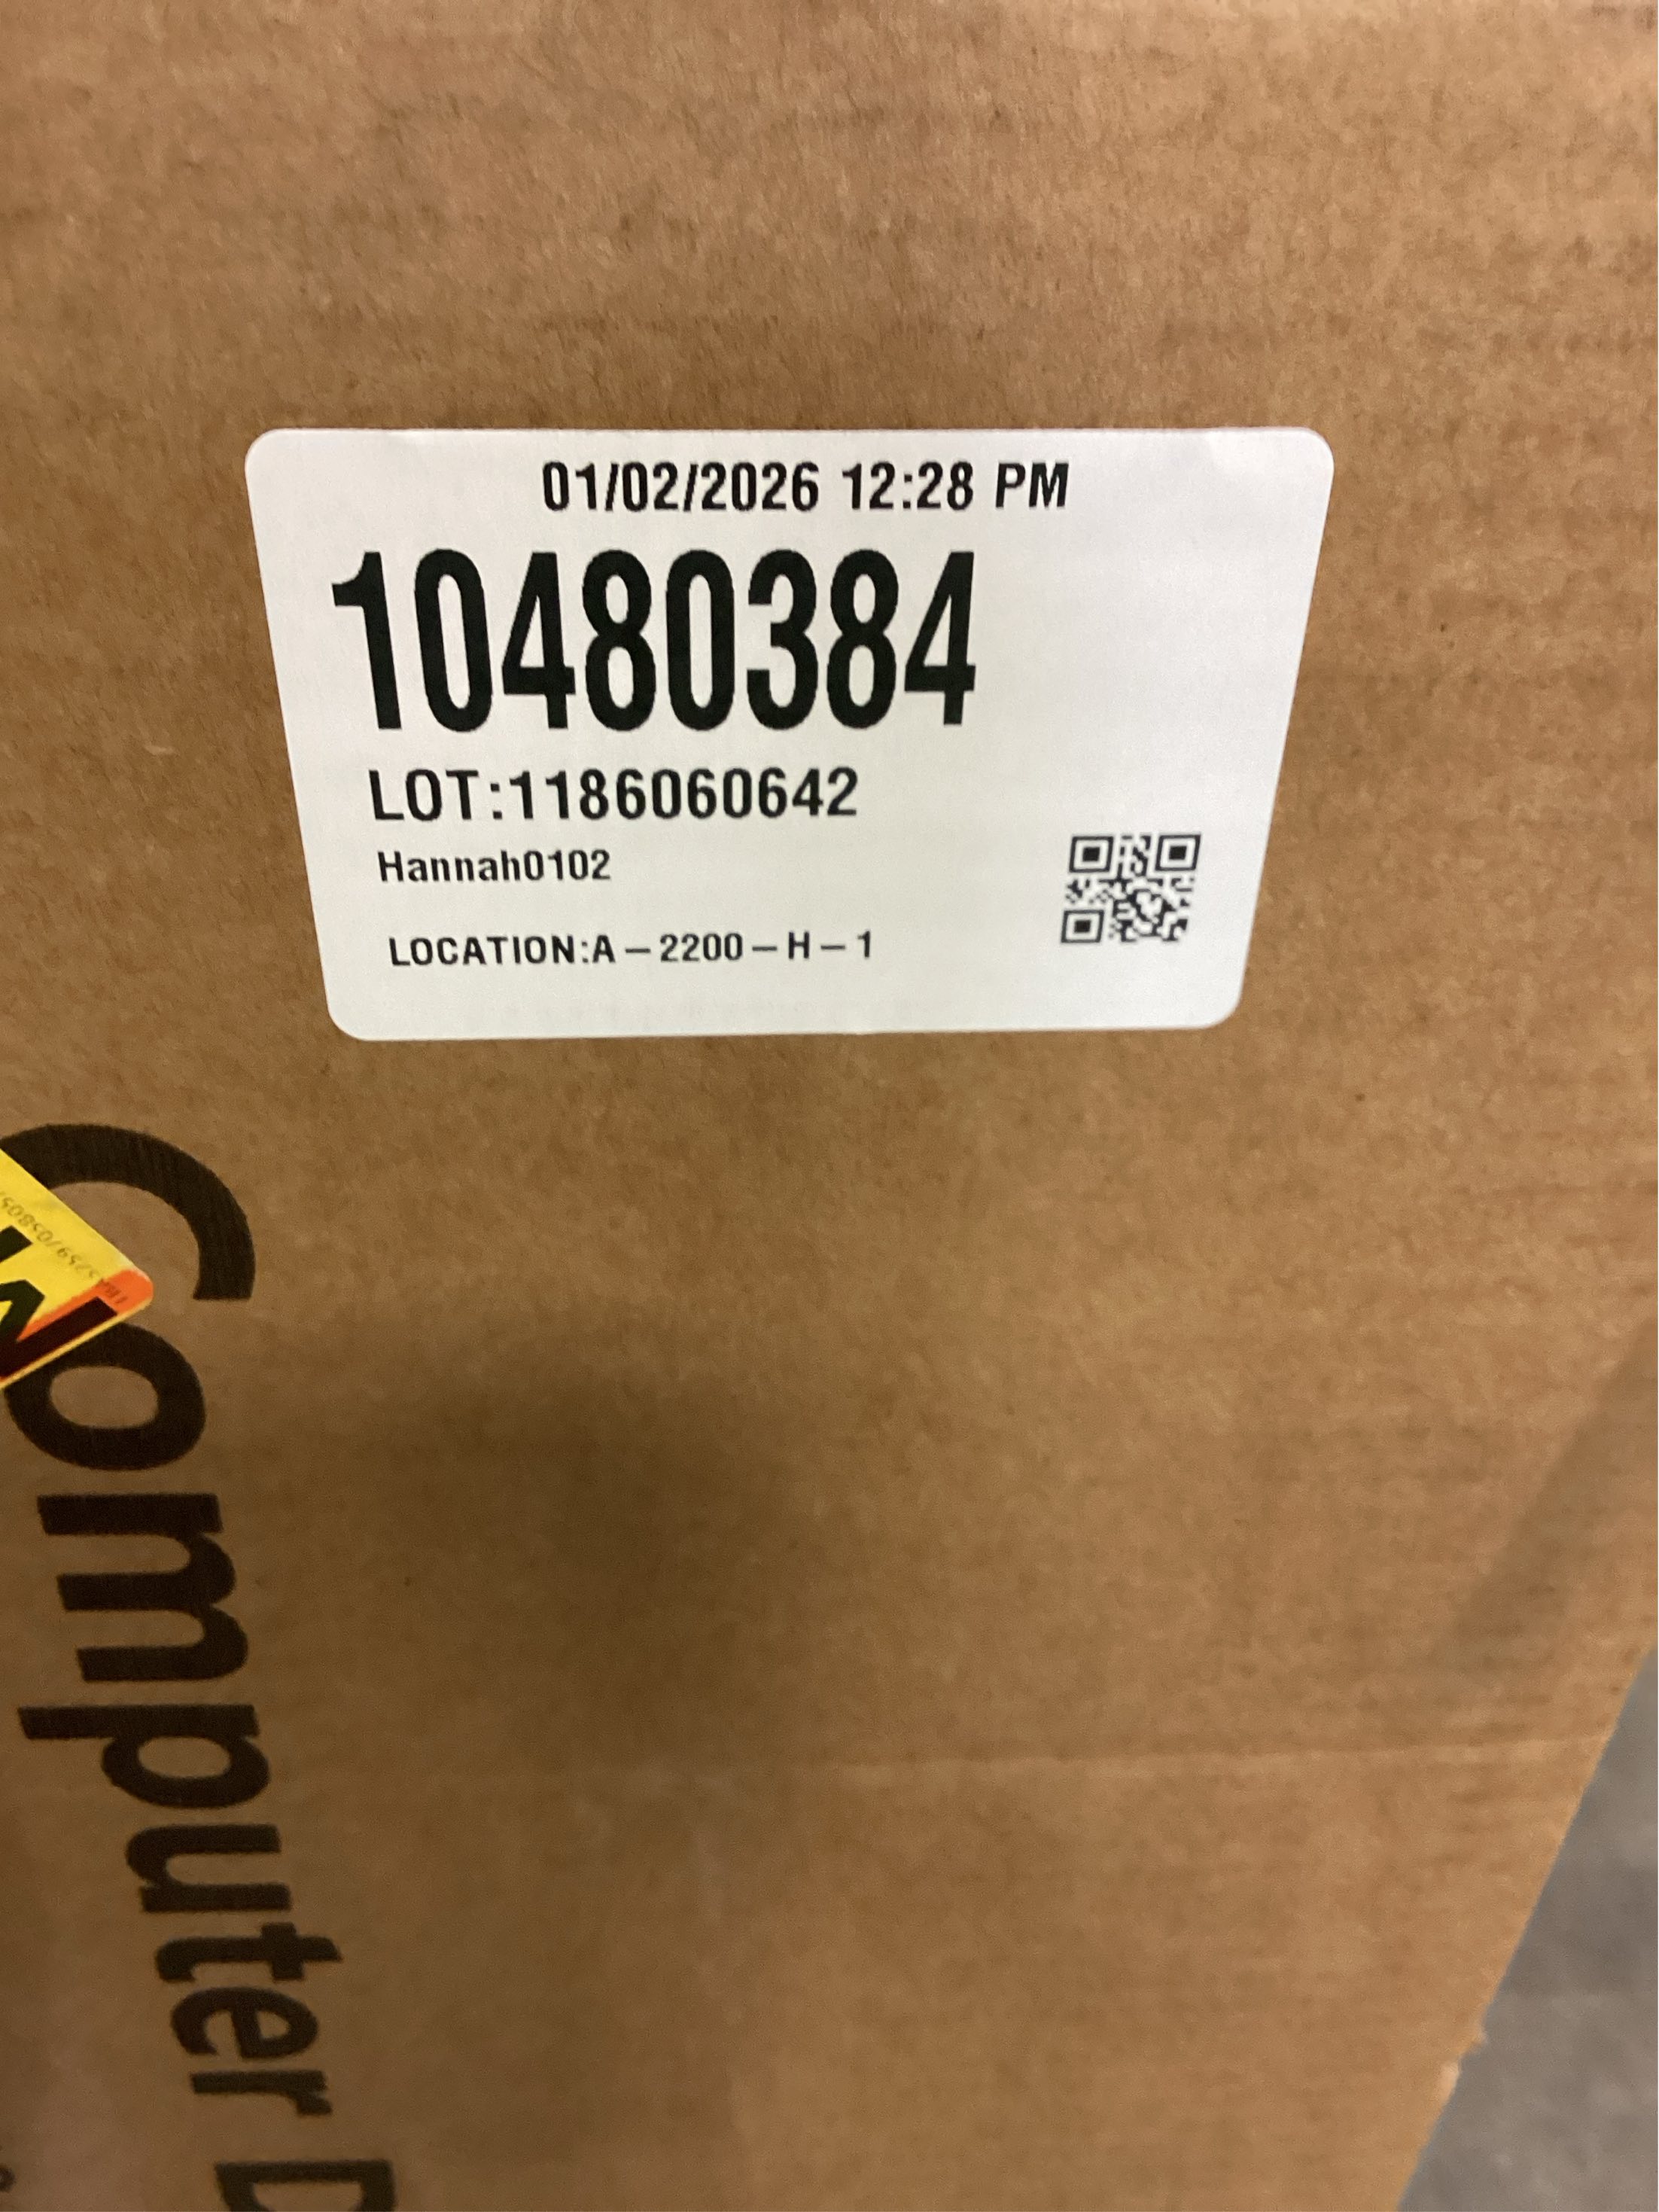 01/02/2026 12:28 PM
10480384
LOT:1186060642
Hannah0102
LOCATION:A – 2200 – H – 1
Computer D